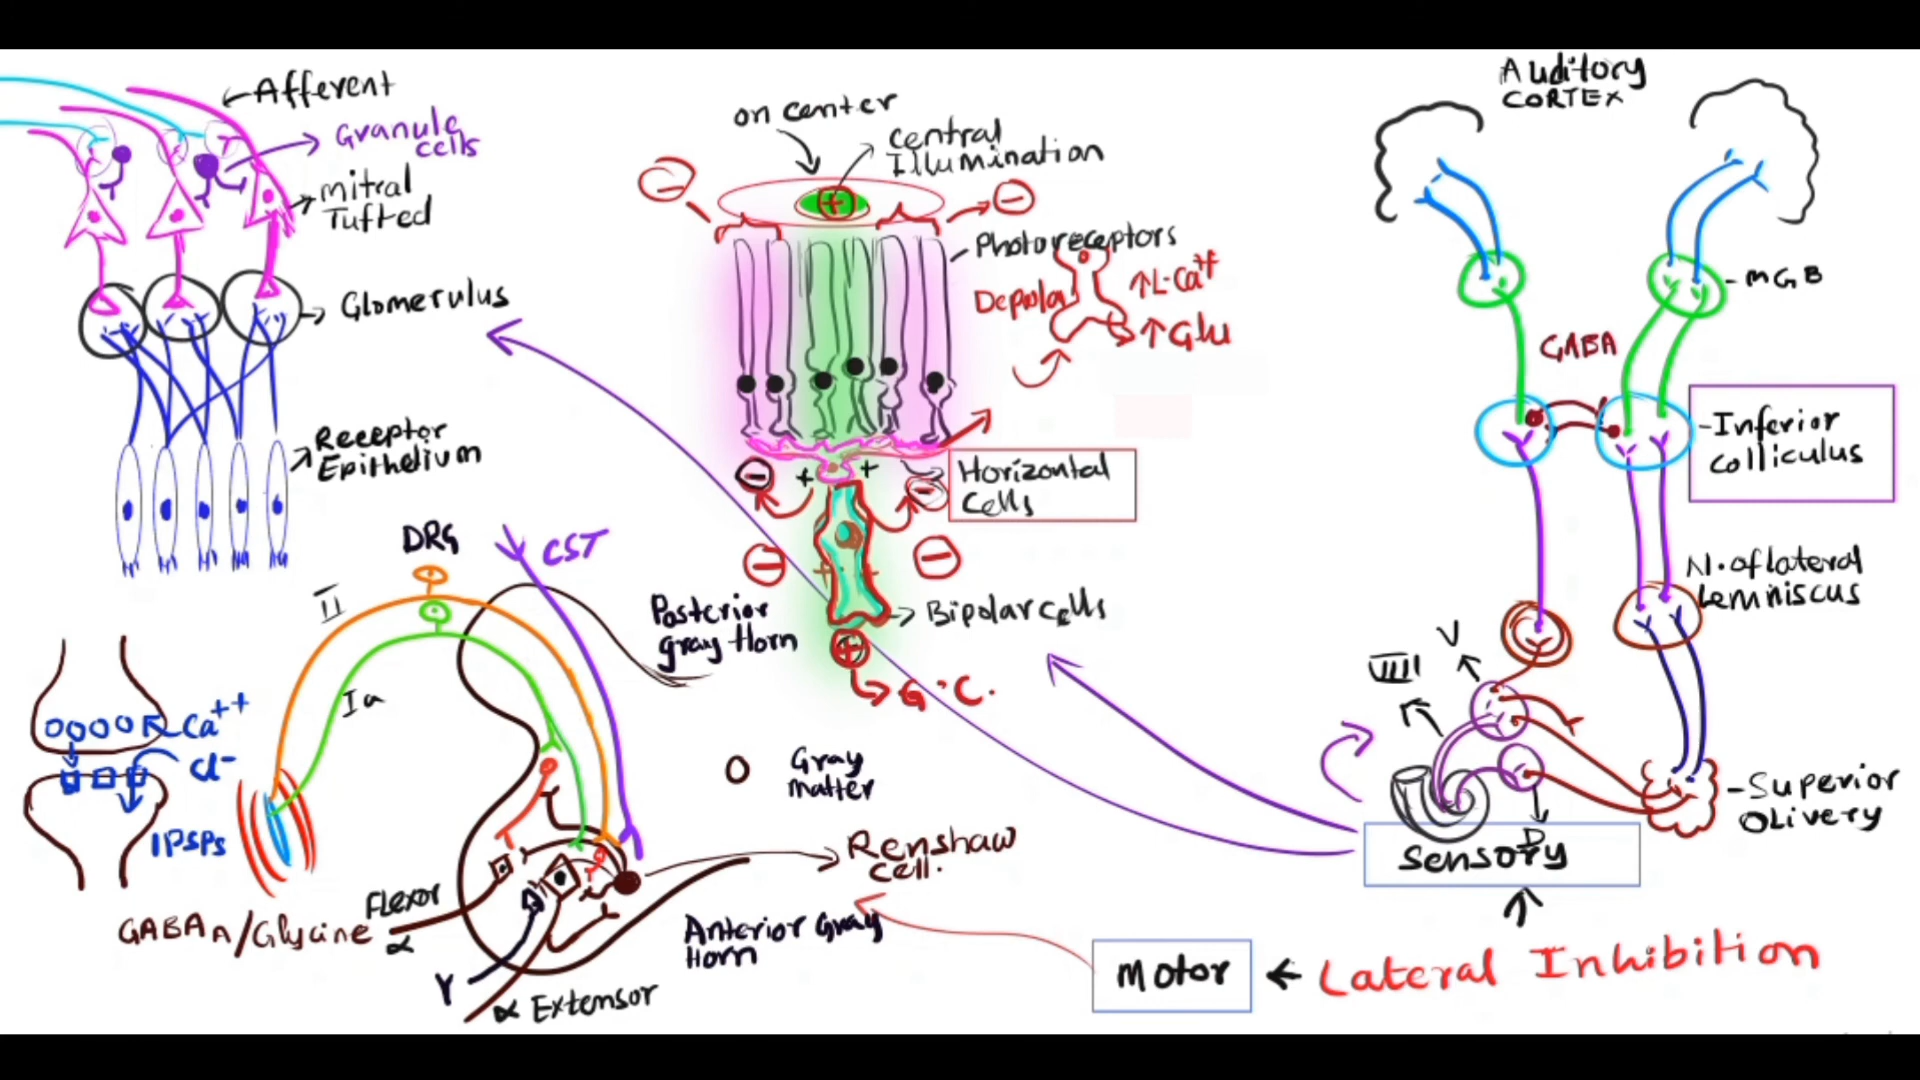 Afferent
Granule
cells
mitral
Tufted
Glomerulus
Receptor
Epithelium
on center
central
Illumination
Photoreceptors
Depola
↑L-Ca++
↑Glu
Horizontal
Cells
Bipolar cells
G.C.
Auditory
CORTEX
MGB
GABA
Inferior
colliculus
N. of lateral
Lemniscus
V
VIII
D
Superior
Olivery
Sensory
Lateral Inhibition
Motor
DRG
CST
II
Ia
Posterior
gray Horn
Gray
matter
Renshaw
Cell.
Anterior Gray
Horn
Ca++
Cl-
IPSPs
GABA A/Glycine
Flexor
α
γ
α Extensor